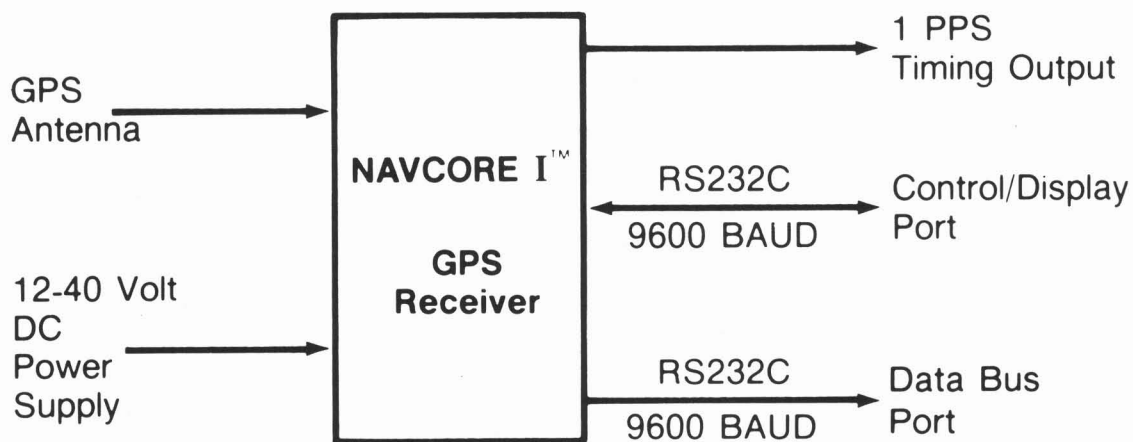 GPS
Antenna
12-40 Volt
DC
Power
Supply
NAVCORE I™
GPS
Receiver
1 PPS
Timing Output
RS232C
9600 BAUD
Control/Display
Port
RS232C
9600 BAUD
Data Bus
Port